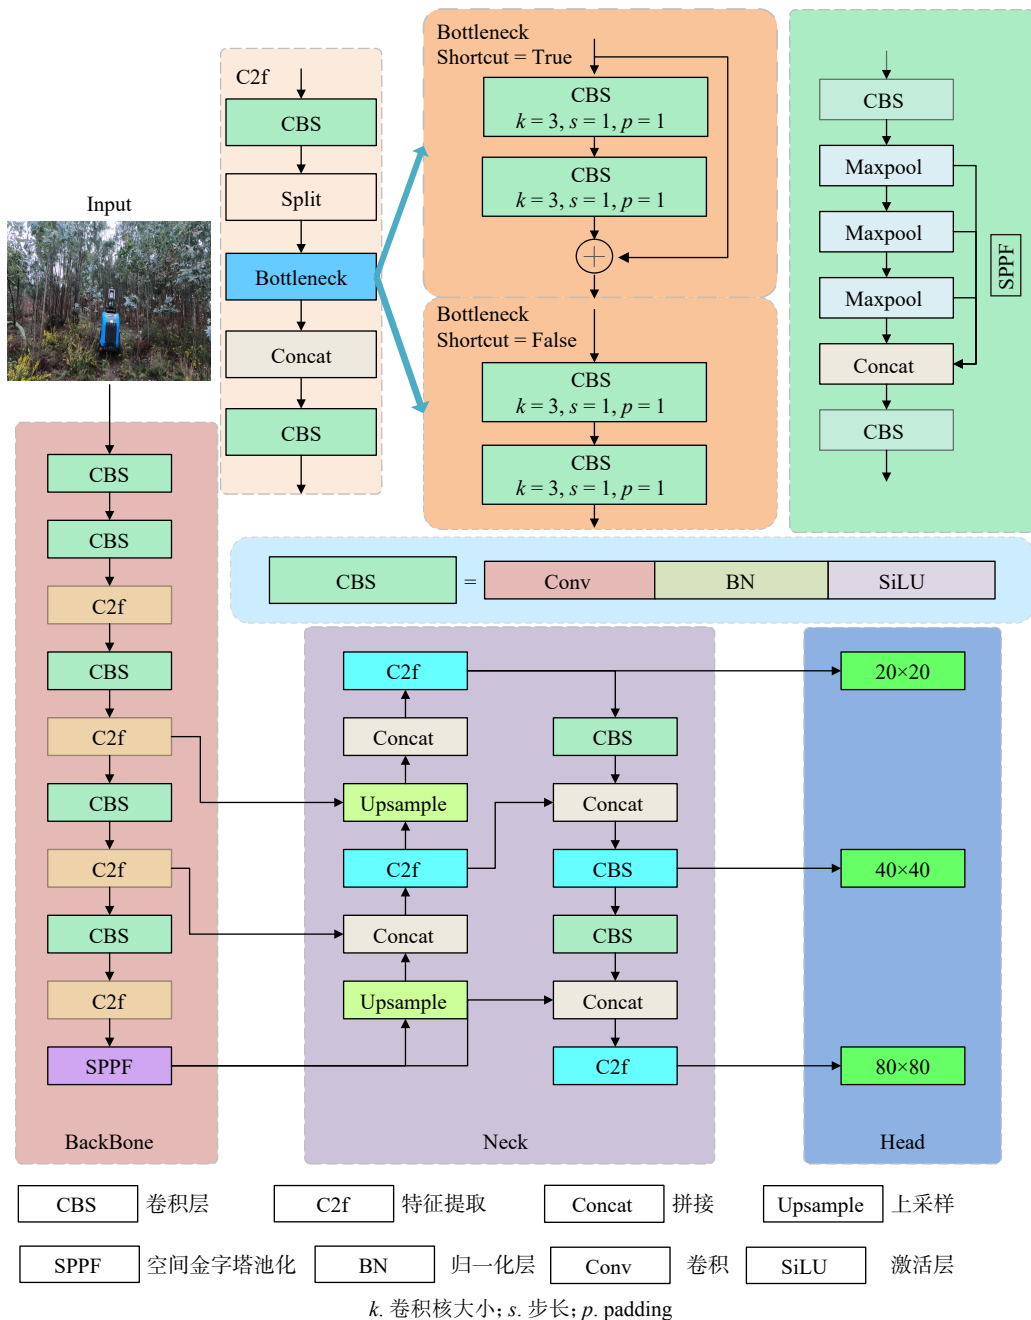 Input
C2f
CBS
Split
Bottleneck
Concat
CBS
Bottleneck
Shortcut = True
CBS
k = 3, s = 1, p = 1
CBS
k = 3, s = 1, p = 1
Bottleneck
Shortcut = False
CBS
k = 3, s = 1, p = 1
CBS
k = 3, s = 1, p = 1
CBS
Maxpool
Maxpool
Maxpool
Concat
CBS
SPPF
CBS = Conv BN SiLU
CBS
CBS
C2f
CBS
C2f
CBS
C2f
CBS
C2f
SPPF
BackBone
C2f
Concat
Upsample
C2f
Concat
Upsample
CBS
Concat
CBS
CBS
Concat
C2f
Neck
20×20
40×40
80×80
Head
CBS 卷积层 C2f 特征提取 Concat 拼接 Upsample 上采样
SPPF 空间金字塔池化 BN 归一化层 Conv 卷积 SiLU 激活层
k. 卷积核大小; s. 步长; p. padding